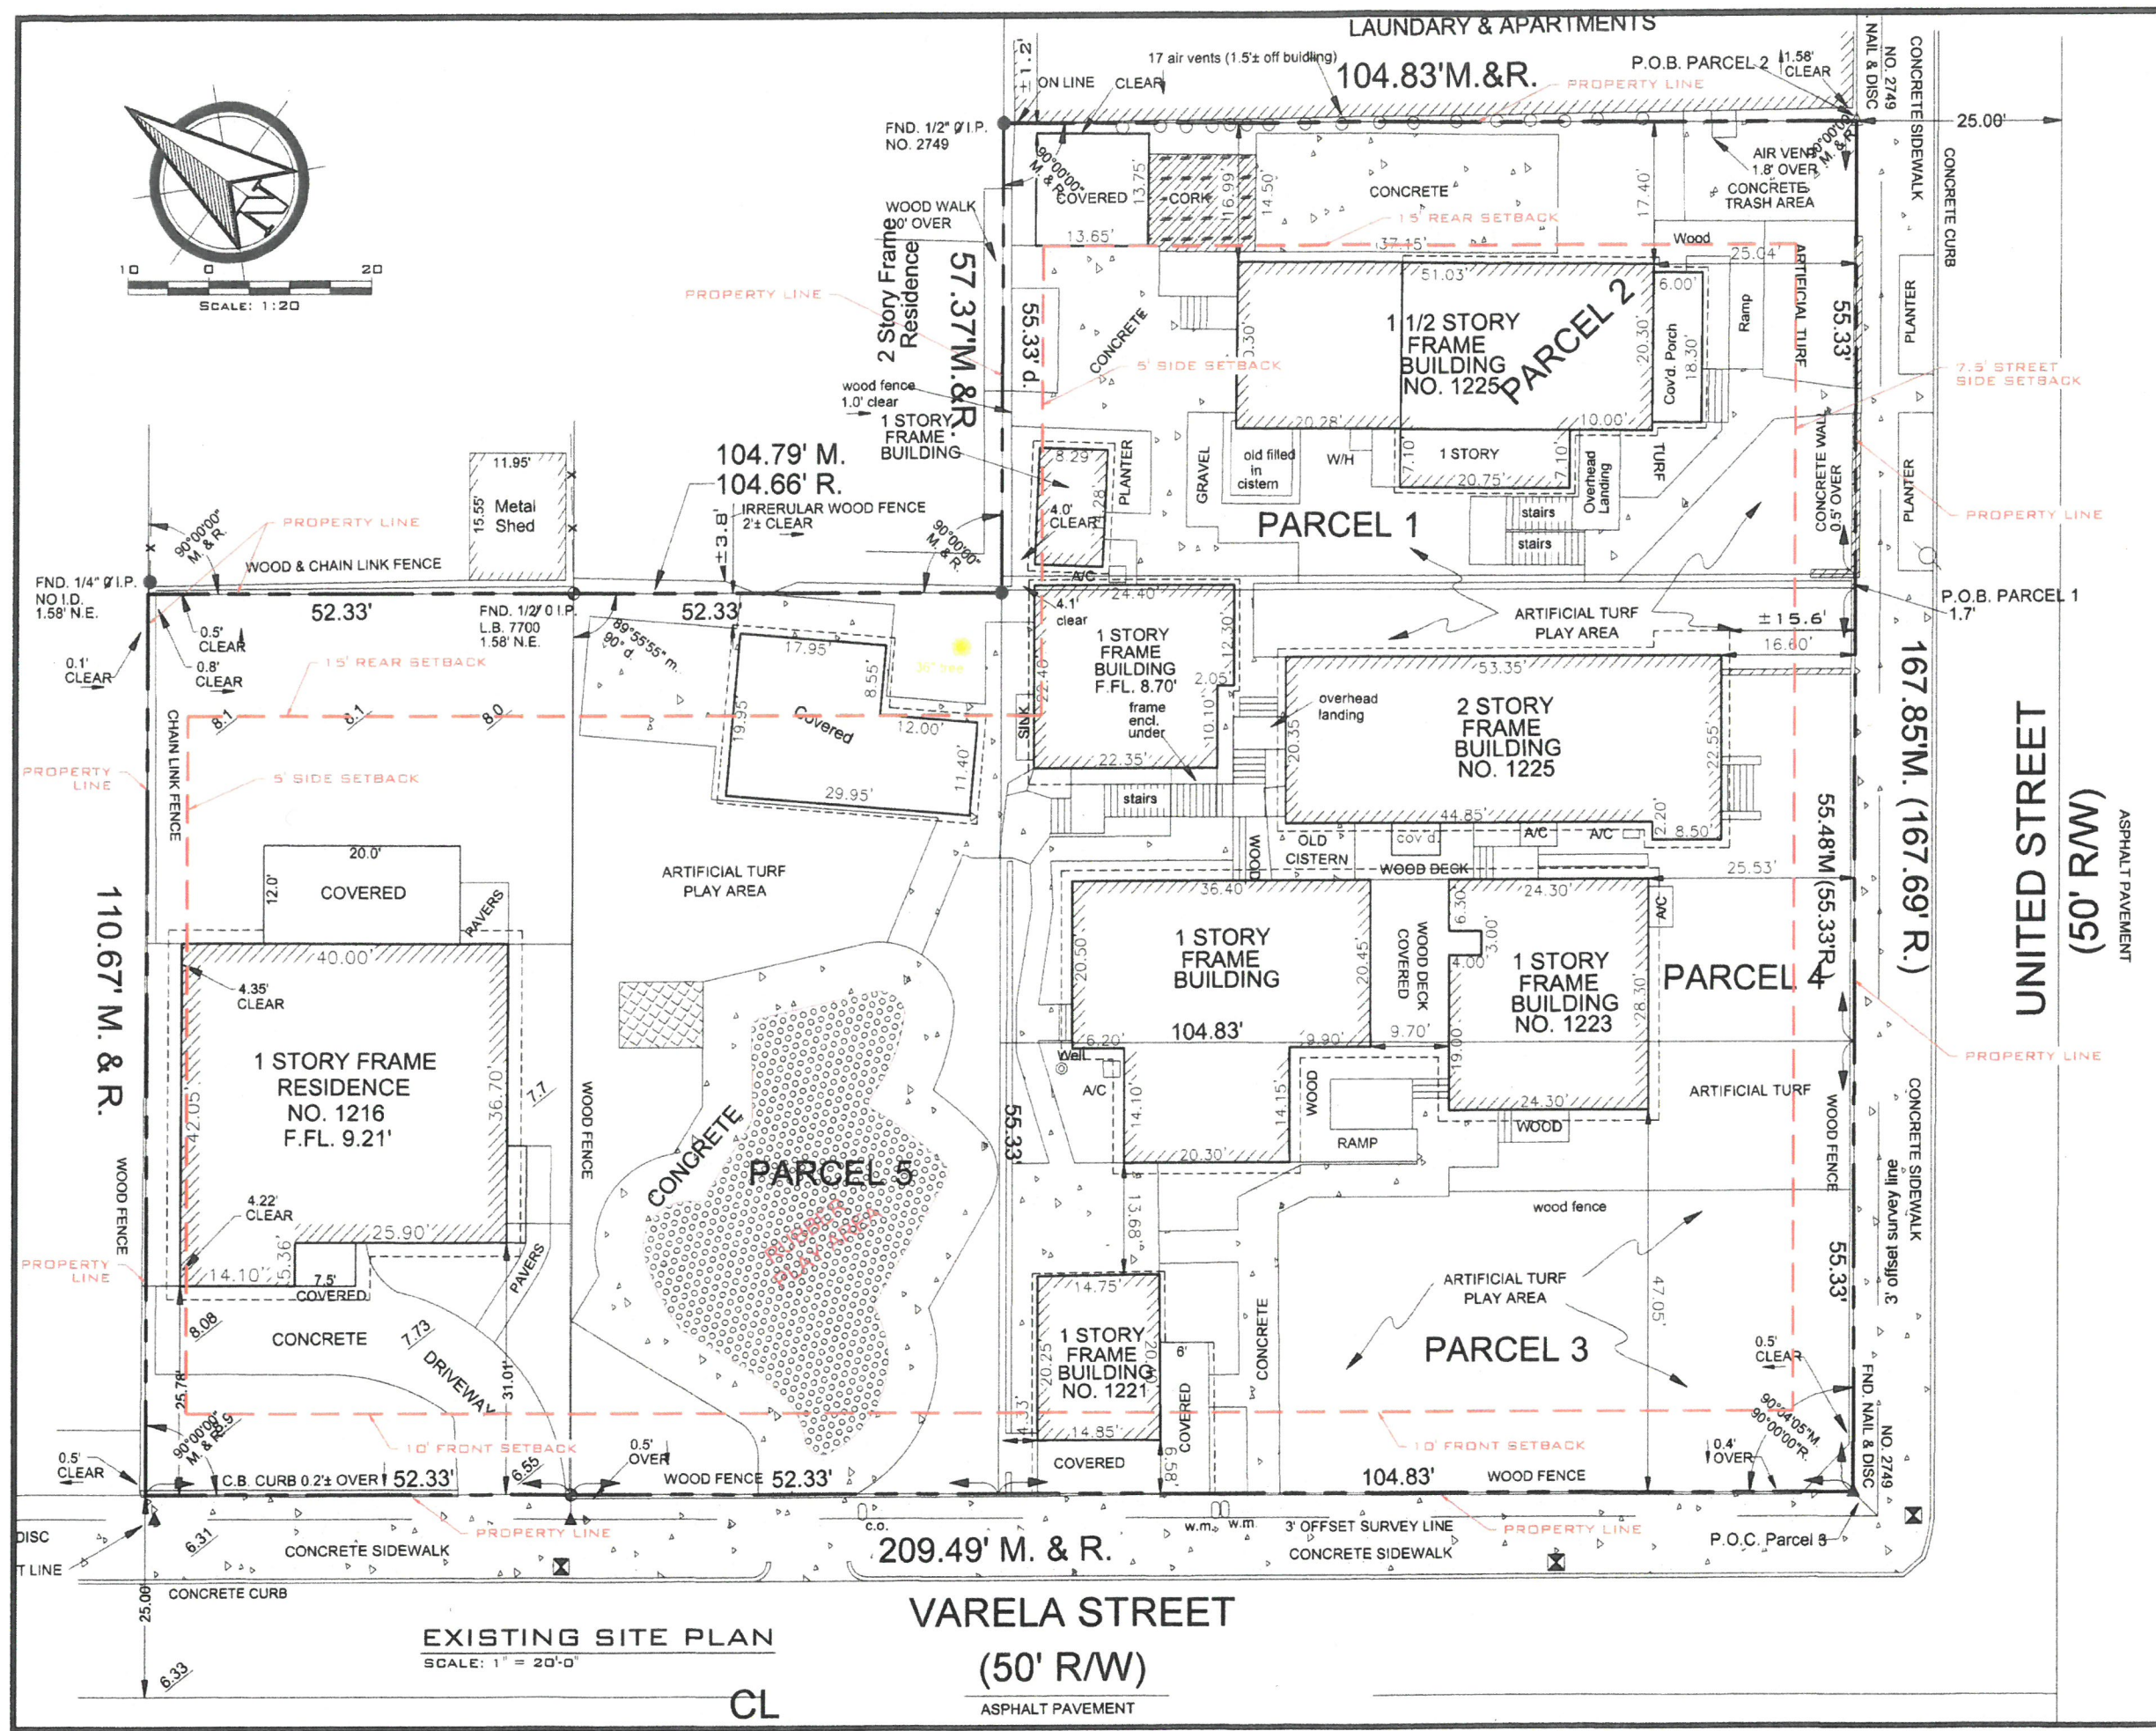 LAUNDARY & APARTMENTS
17 air vents (1.5'± off buidling)
104.83'M.&R.
PROPERTY LINE
P.O.B. PARCEL 2
1.58'
CLEAR
NAIL & DISC
NO. 2749
CONCRETE SIDEWALK
CONCRETE CURB
25.00'
±1.2'
ON LINE
CLEAR
FND. 1/2" Ø I.P.
NO. 2749
90°00'00"
M. & R.
COVERED
13.75'
13.65'
CORK
16.99'
14.50'
CONCRETE
15' REAR SETBACK
37.15'
17.40'
AIR VENT
1.8' OVER
CONCRETE
TRASH AREA
90°00'00"
M. & R.
Wood
25.04'
ARTIFICIAL TURF
55.33'
PLANTER
N
10 0 20
SCALE: 1:20
WOOD WALK
2 Story Frame
Residence
PROPERTY LINE
57.37'M.&R.
55.33' d.
CONCRETE
5' SIDE SETBACK
51.03'
1 1/2 STORY
FRAME
BUILDING
NO. 1225
PARCEL 2
20.30'
6.00'
Cov'd. Porch
18.30'
Ramp
7.5' STREET
SIDE SETBACK
wood fence
1.0' clear
1 STORY
FRAME
BUILDING
8.29'
4.0'
CLEAR
PLANTER
GRAVEL
20.28'
10.00'
old filled
in
cistern
W/H
7.10'
1 STORY
7.10'
20.75'
Overhead
Landing
TURF
stairs
stairs
CONCRETE WALL
0.5' OVER
PLANTER
PROPERTY LINE
PARCEL 1
104.79' M.
104.66' R.
IRRERULAR WOOD FENCE
2'± CLEAR
±3.8'
90°00'00"
M. & R.
11.95'
15.55'
Metal
Shed
PROPERTY LINE
90°00'00"
M. & R.
WOOD & CHAIN LINK FENCE
FND. 1/4" Ø I.P.
NO I.D.
1.58' N.E.
52.33'
FND. 1/2" 0 I.P.
L.B. 7700
1.58' N.E.
52.33'
89°55'55" m.
90° d.
0.5'
CLEAR
0.8'
CLEAR
0.1'
CLEAR
15' REAR SETBACK
8.1
8.1
8.0
17.95'
8.55'
19.95'
Covered
12.00'
11.40'
29.95'
30" tree
A/C
24.40'
4.1'
clear
1 STORY
FRAME
BUILDING
F.FL. 8.70'
12.30'
22.40'
2.05'
10.10'
frame
encl.
under
22.35'
SINK
stairs
overhead
landing
ARTIFICIAL TURF
PLAY AREA
±15.6'
16.60'
P.O.B. PARCEL 1
1.7'
53.35'
2 STORY
FRAME
BUILDING
NO. 1225
20.35'
22.55'
44.85'
2.20'
8.50'
167.85'M. (167.69' R.)
UNITED STREET
(50' R/W)
ASPHALT PAVEMENT
PROPERTY
LINE
CHAIN LINK FENCE
5' SIDE SETBACK
110.67' M. & R.
20.0'
12.0'
COVERED
PAVERS
ARTIFICIAL TURF
PLAY AREA
WOOD
OLD
CISTERN
cov'd.
A/C
A/C
WOOD DECK
25.53'
55.48'M (55.33'R.)
40.00'
4.35'
CLEAR
1 STORY FRAME
RESIDENCE
NO. 1216
F.FL. 9.21'
42.05'
36.70'
7.7
WOOD FENCE
36.40'
1 STORY
FRAME
BUILDING
20.50'
20.45'
WOOD DECK
COVERED
6.30'
24.30'
3.00'
4.00'
1 STORY
FRAME
BUILDING
NO. 1223
28.30'
A/C
PARCEL 4
104.83'
6.20'
9.90'
9.70'
19.00'
24.30'
WOOD
Well
A/C
14.10'
14.15'
20.30'
WOOD
RAMP
ARTIFICIAL TURF
PROPERTY LINE
WOOD FENCE
CONCRETE SIDEWALK
3' offset survey line
WOOD FENCE
4.22'
CLEAR
25.90'
14.10'
5.36'
7.5'
COVERED
PAVERS
CONCRETE
PARCEL 5
RUBBER
PLAY AREA
55.33'
13.68'
wood fence
47.05'
55.33'
PROPERTY
LINE
8.08
CONCRETE
7.73
DRIVEWAY
25.78'
31.01'
14.75'
1 STORY
FRAME
BUILDING
NO. 1221
20.25'
20.40'
14.85'
4.33'
6'
COVERED
9.58'
COVERED
CONCRETE
ARTIFICIAL TURF
PLAY AREA
PARCEL 3
0.5'
CLEAR
90°04'05"M.
90°00'00"R.
FND. NAIL & DISC
NO. 2749
10' FRONT SETBACK
10' FRONT SETBACK
90°00'00"
M. & R.
0.5'
CLEAR
C.B. CURB 0.2'± OVER
52.33'
6.55
0.5'
OVER
WOOD FENCE
52.33'
104.83'
WOOD FENCE
0.4'
OVER
DISC
T LINE
6.31
CONCRETE SIDEWALK
PROPERTY LINE
c.o.
209.49' M. & R.
w.m.
w.m.
3' OFFSET SURVEY LINE
PROPERTY LINE
CONCRETE SIDEWALK
P.O.C. Parcel 3
25.00'
CONCRETE CURB
6.33
EXISTING SITE PLAN
SCALE: 1" = 20'-0"
VARELA STREET
(50' R/W)
ASPHALT PAVEMENT
CL